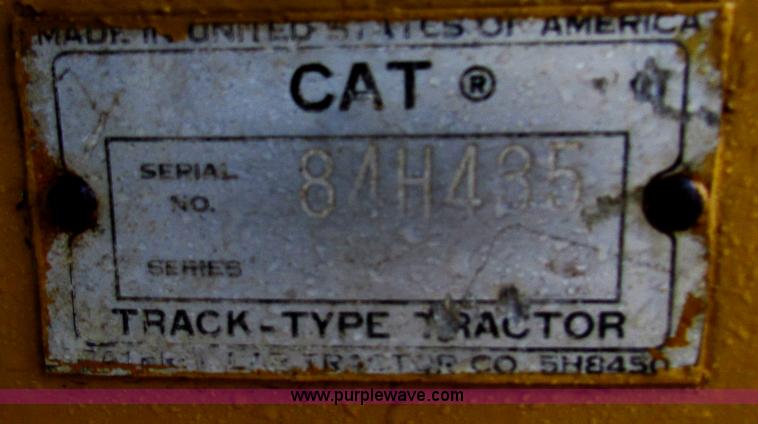 MADE IN UNITED STATES OF AMERICA
CAT ®
SERIAL NO. 84H435
SERIES
TRACK-TYPE TRACTOR
TRACTOR CO. 5H8450
www.purplewave.com